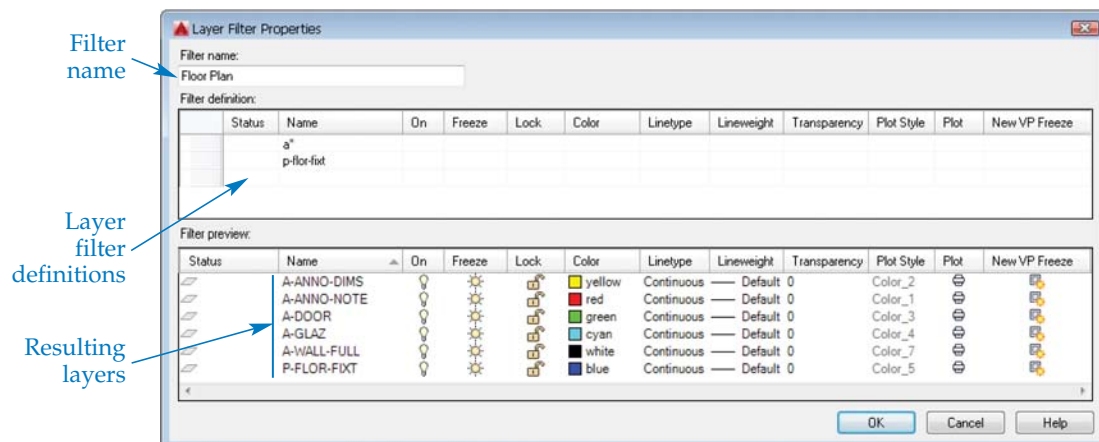 Layer Filter Properties
Filter name
Filter name:
Floor Plan
Filter definition:
Status Name On Freeze Lock Color Linetype Lineweight Transparency Plot Style Plot New VP Freeze
a*
p-flor-fixt
Layer filter definitions
Filter preview:
Status Name On Freeze Lock Color Linetype Lineweight Transparency Plot Style Plot New VP Freeze
A-ANNO-DIMS yellow Continuous Default 0 Color_2
A-ANNO-NOTE red Continuous Default 0 Color_1
A-DOOR green Continuous Default 0 Color_3
A-GLAZ cyan Continuous Default 0 Color_4
A-WALL-FULL white Continuous Default 0 Color_7
P-FLOR-FIXT blue Continuous Default 0 Color_5
Resulting layers
OK Cancel Help